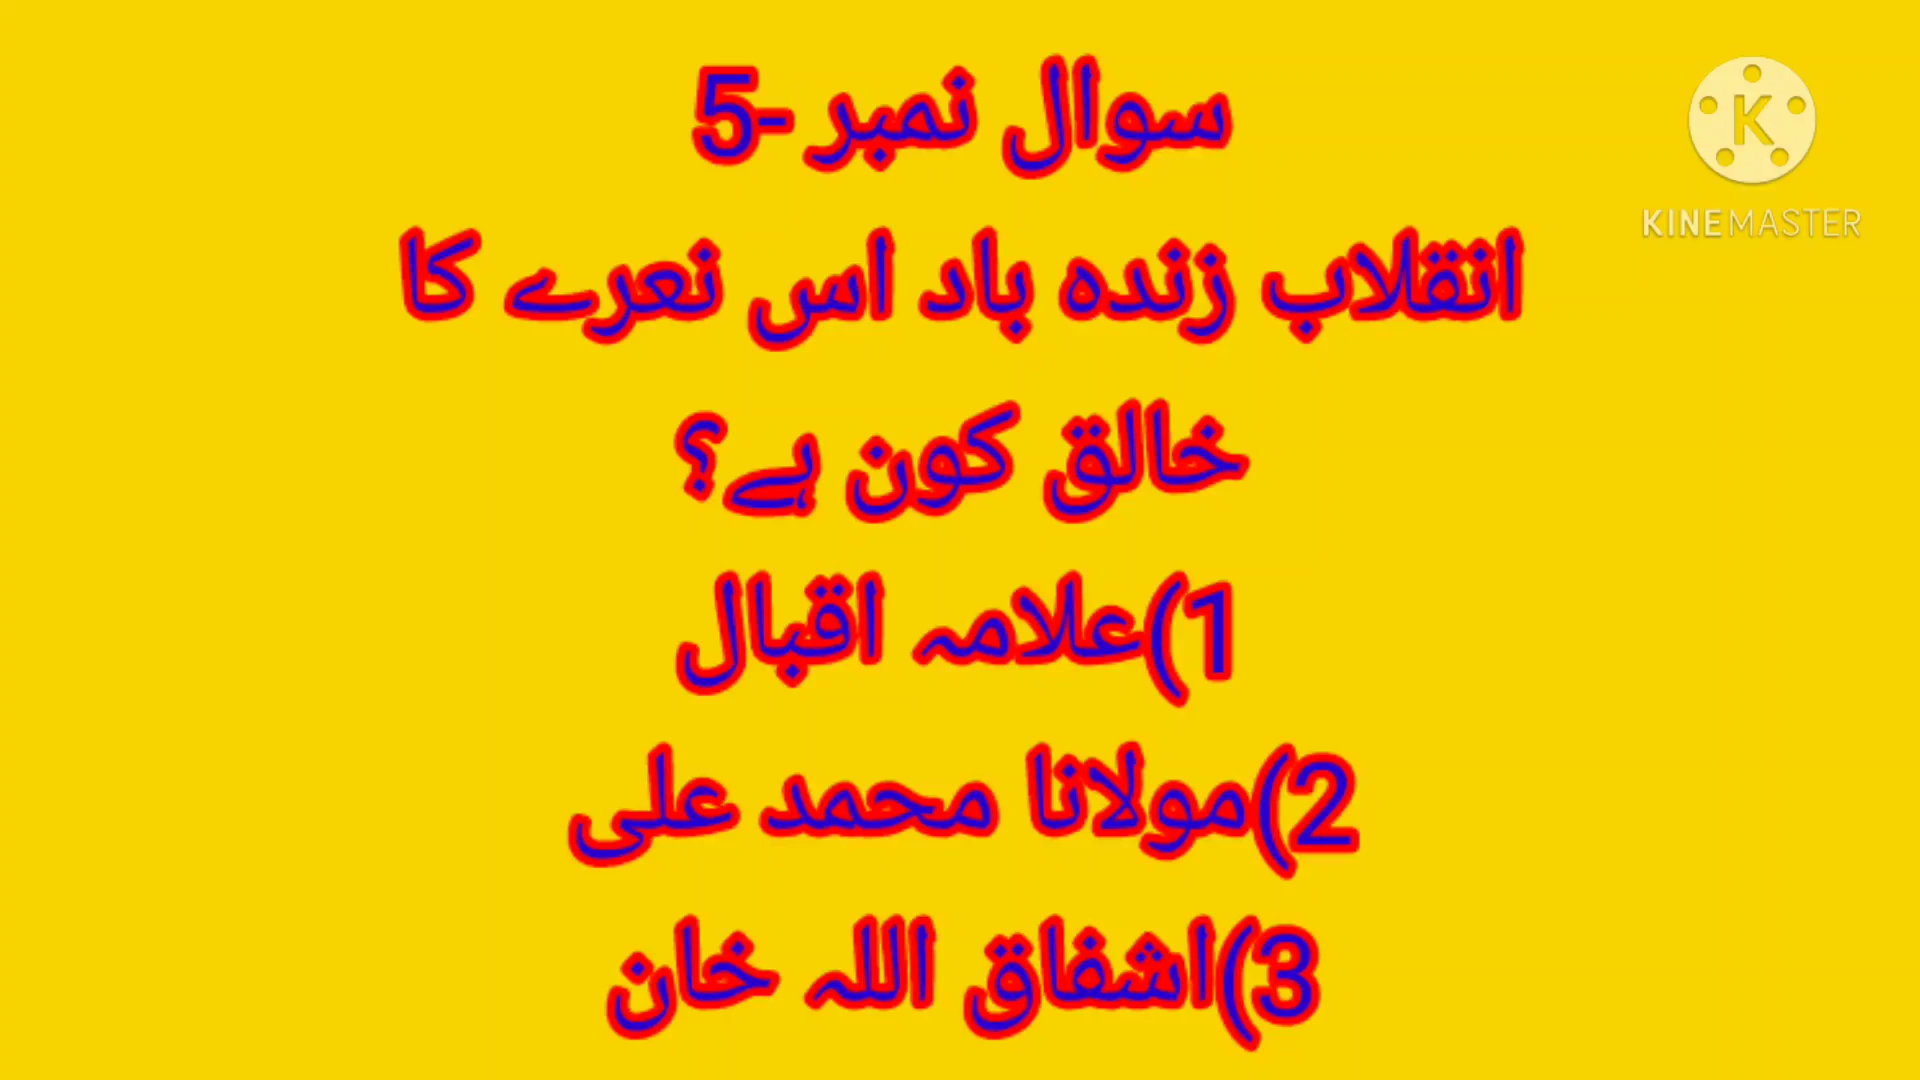 سوال نمبر -5
انقلاب زندہ باد اس نعرے کا
خالق کون ہے؟
1)علامہ اقبال
2)مولانا محمد علی
3)اشفاق اللہ خان
K
KINEMASTER